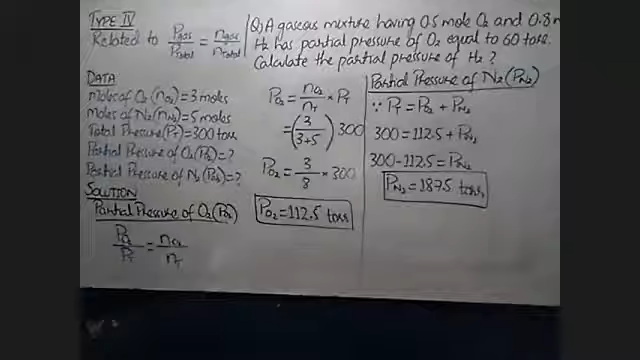 TYPE IV
Related to Pgas/Ptotal = ngas/ntotal
Q) A gaseous mixture having 0.5 mole O2 and 0.8
H2 has partial pressure of O2 equal to 60 torr.
Calculate the partial pressure of H2 ?
DATA
moles of O2 (nO2) = 3 moles
moles of N2 (nN2) = 5 moles
Total Pressure (PT) = 300 torr
Partial Pressure of O2 (PO2) = ?
Partial Pressure of N2 (PN2) = ?
SOLUTION
Partial Pressure of O2 (PO2)
PO2/PT = nO2/nT
PO2 = nO2/nT × PT
= (3/(3+5)) 300
PO2 = 3/8 × 300
PO2 = 112.5 torr
Partial Pressure of N2 (PN2)
∵ PT = PO2 + PN2
300 = 112.5 + PN2
300 - 112.5 = PN2
PN2 = 187.5 torr